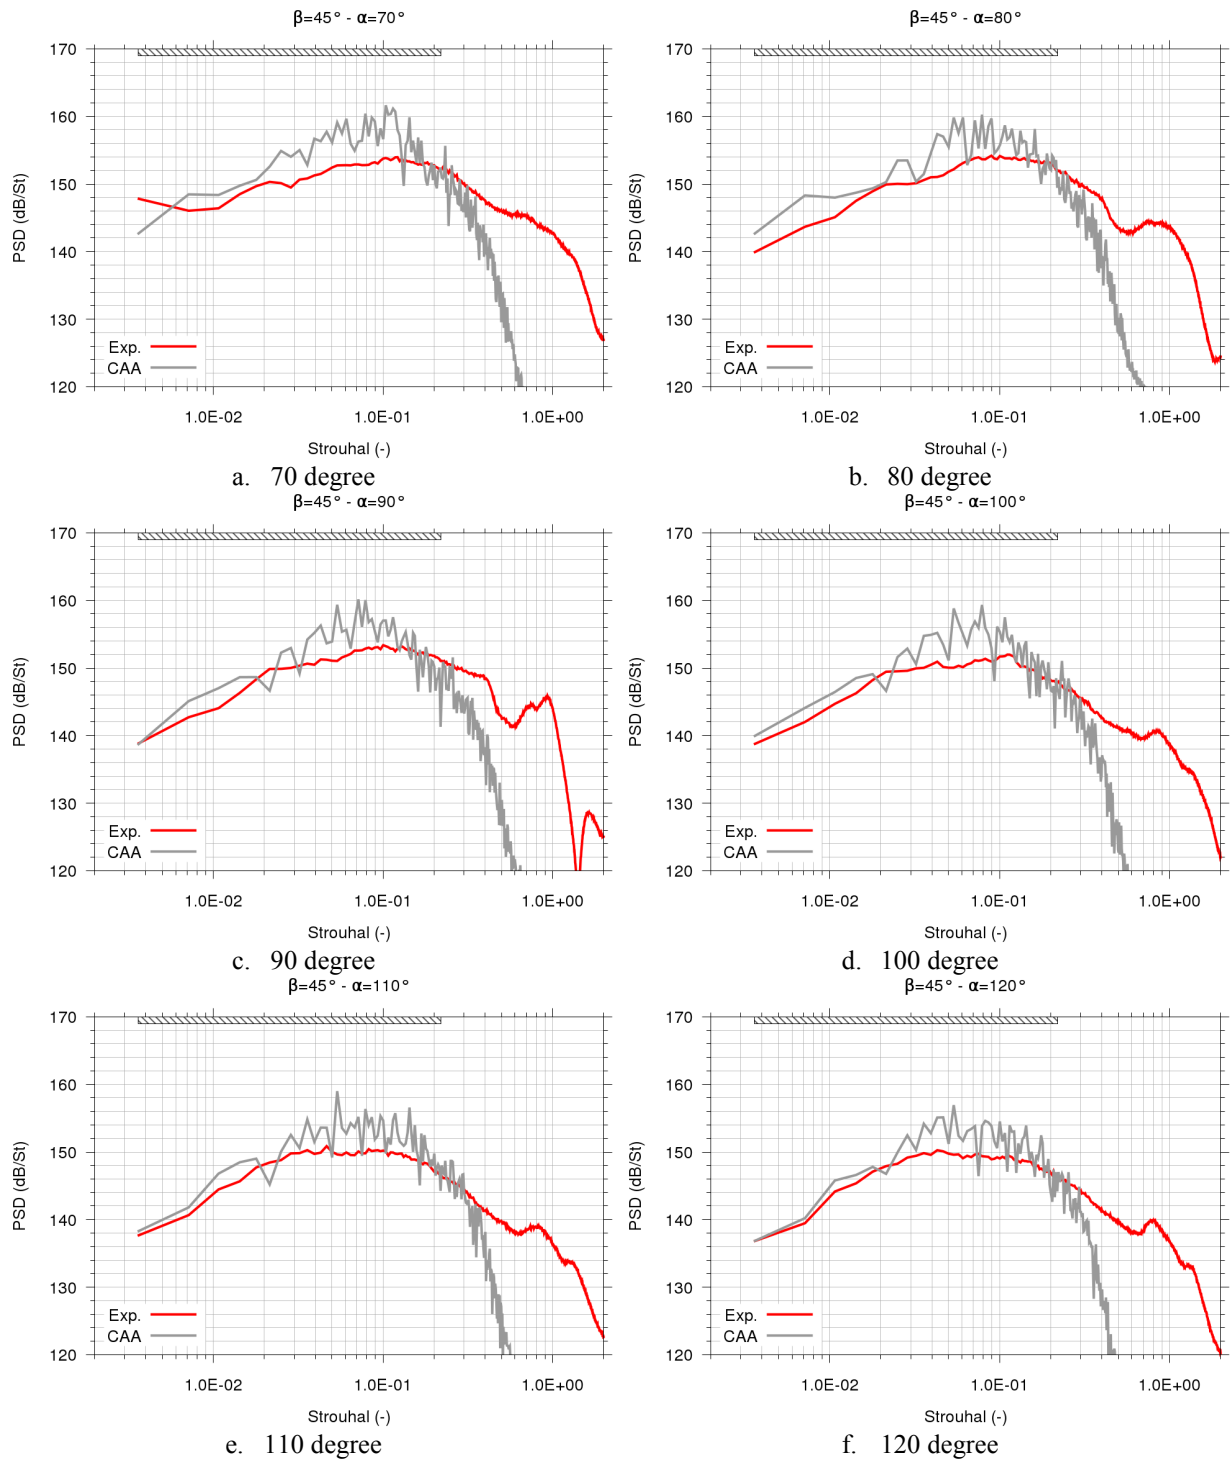 β=45° - α=70°
170
160
150
140
130
120
PSD (dB/St)
Exp.
CAA
1.0E-02 1.0E-01 1.0E+00
Strouhal (-)
a. 70 degree
β=45° - α=80°
170
160
150
140
130
120
PSD (dB/St)
Exp.
CAA
1.0E-02 1.0E-01 1.0E+00
Strouhal (-)
b. 80 degree
β=45° - α=90°
170
160
150
140
130
120
PSD (dB/St)
Exp.
CAA
1.0E-02 1.0E-01 1.0E+00
Strouhal (-)
c. 90 degree
β=45° - α=100°
170
160
150
140
130
120
PSD (dB/St)
Exp.
CAA
1.0E-02 1.0E-01 1.0E+00
Strouhal (-)
d. 100 degree
β=45° - α=110°
170
160
150
140
130
120
PSD (dB/St)
Exp.
CAA
1.0E-02 1.0E-01 1.0E+00
Strouhal (-)
e. 110 degree
β=45° - α=120°
170
160
150
140
130
120
PSD (dB/St)
Exp.
CAA
1.0E-02 1.0E-01 1.0E+00
Strouhal (-)
f. 120 degree